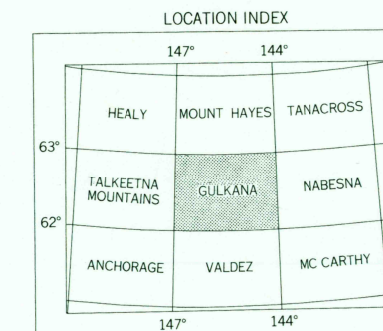 LOCATION INDEX
147° 144°
HEALY MOUNT HAYES TANACROSS
63°
TALKEETNA MOUNTAINS GULKANA NABESNA
62°
ANCHORAGE VALDEZ MC CARTHY
147° 144°